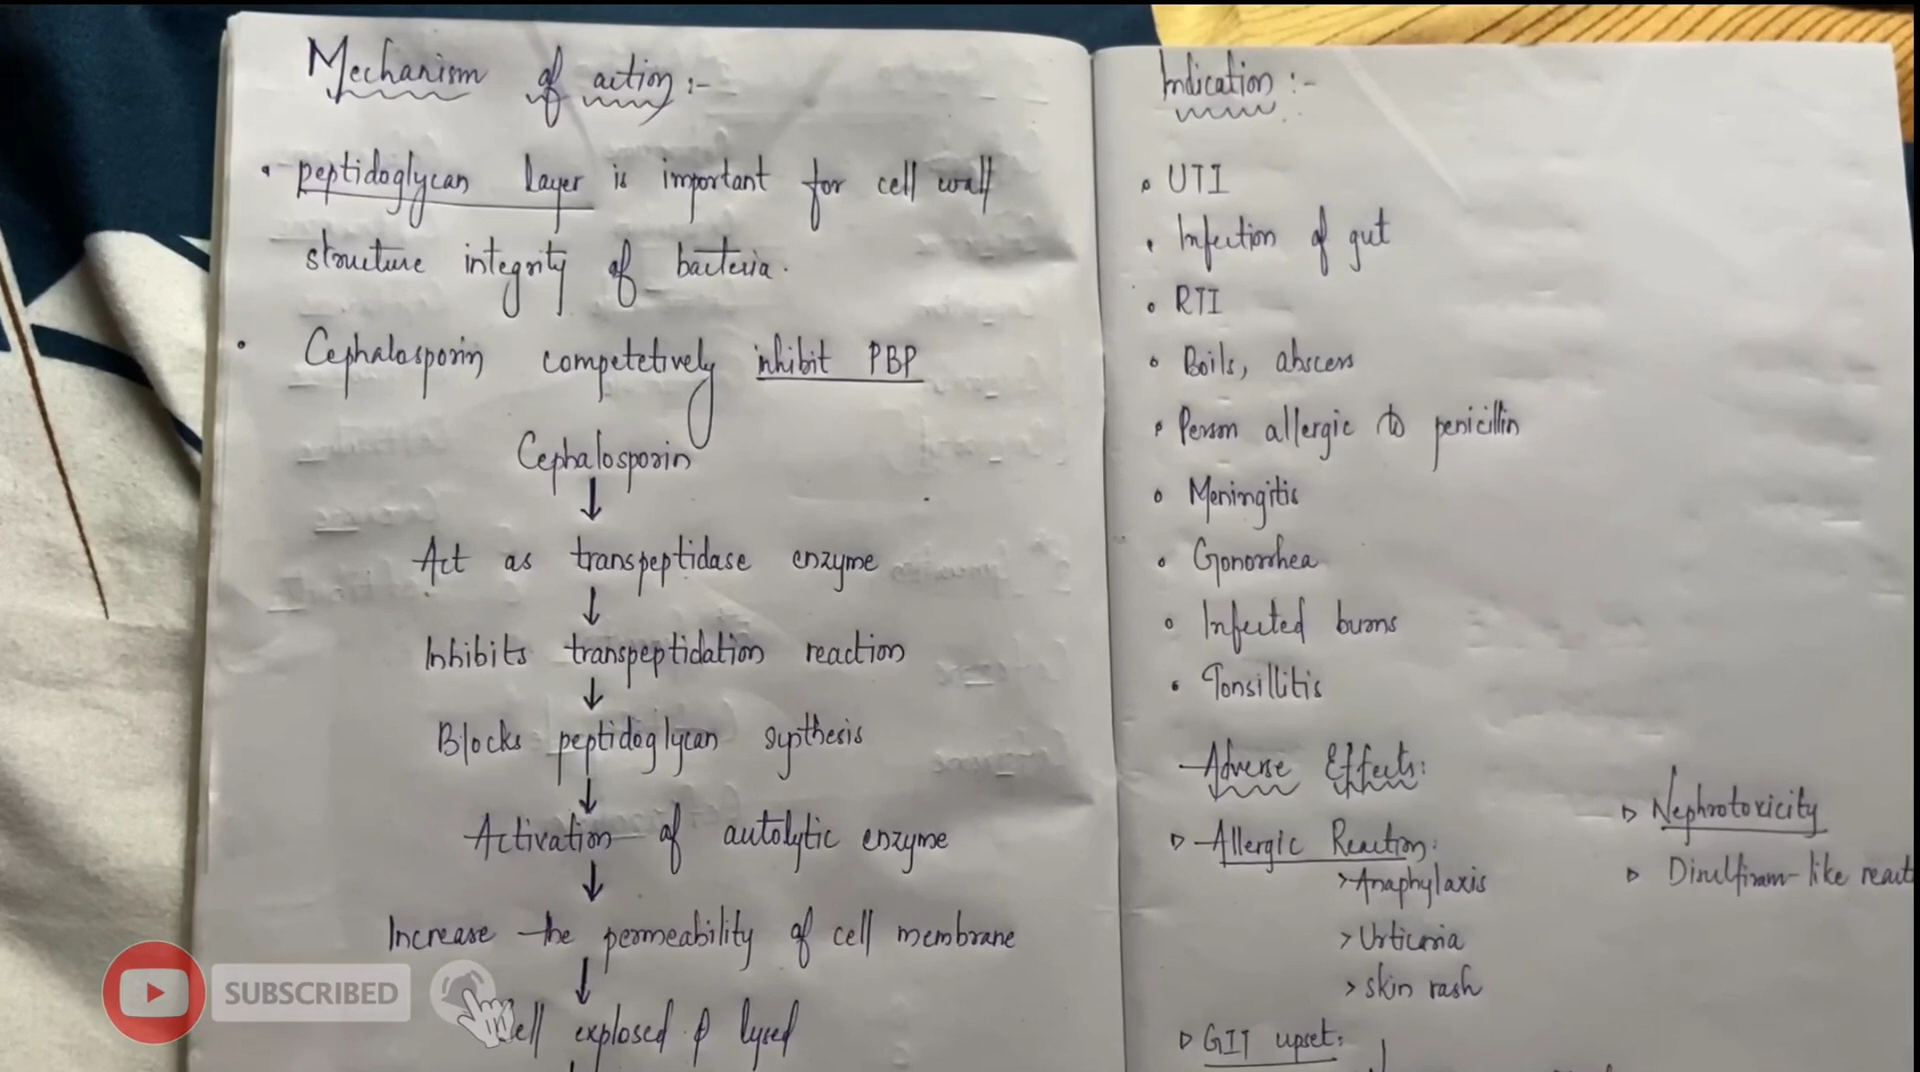 Mechanism of action :-
• peptidoglycan layer is important for cell wall
structure integrity of bacteria.
• Cephalosporin competetively inhibit PBP
Cephalosporin
↓
Act as transpeptidase enzyme
↓
Inhibits transpeptidation reaction
↓
Blocks peptidoglycan systhesis
↓
Activation of autolytic enzyme
↓
Increase the permeability of cell membrane
↓
Cell explosed & lysed
SUBSCRIBED
Indication :-
• UTI
• Infection of gut
• RTI
• Boils, abscess
• Person allergic to penicillin
• Meningitis
• Gonorrhea
• Infected burns
• Tonsillitis
Adverse Effects:
▷ Allergic Reaction:
> Anaphylaxis
> Urticaria
> skin rash
▷ GIT upset:
▷ Nephrotoxicity
▷ Disulfiram-like react